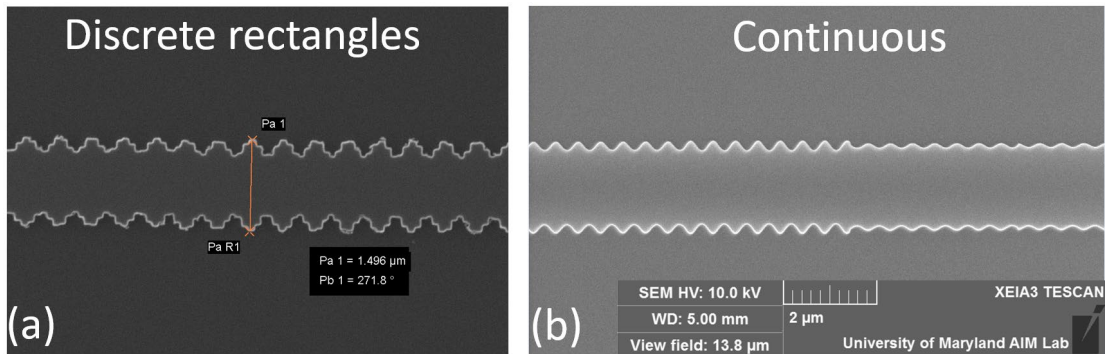 Discrete rectangles
Pa 1
Pa R1
Pa 1 = 1.496 µm
Pb 1 = 271.8 °
(a)
Continuous
SEM HV: 10.0 kV
WD: 5.00 mm
View field: 13.8 µm
2 µm
XEIA3 TESCAN
University of Maryland AIM Lab
(b)